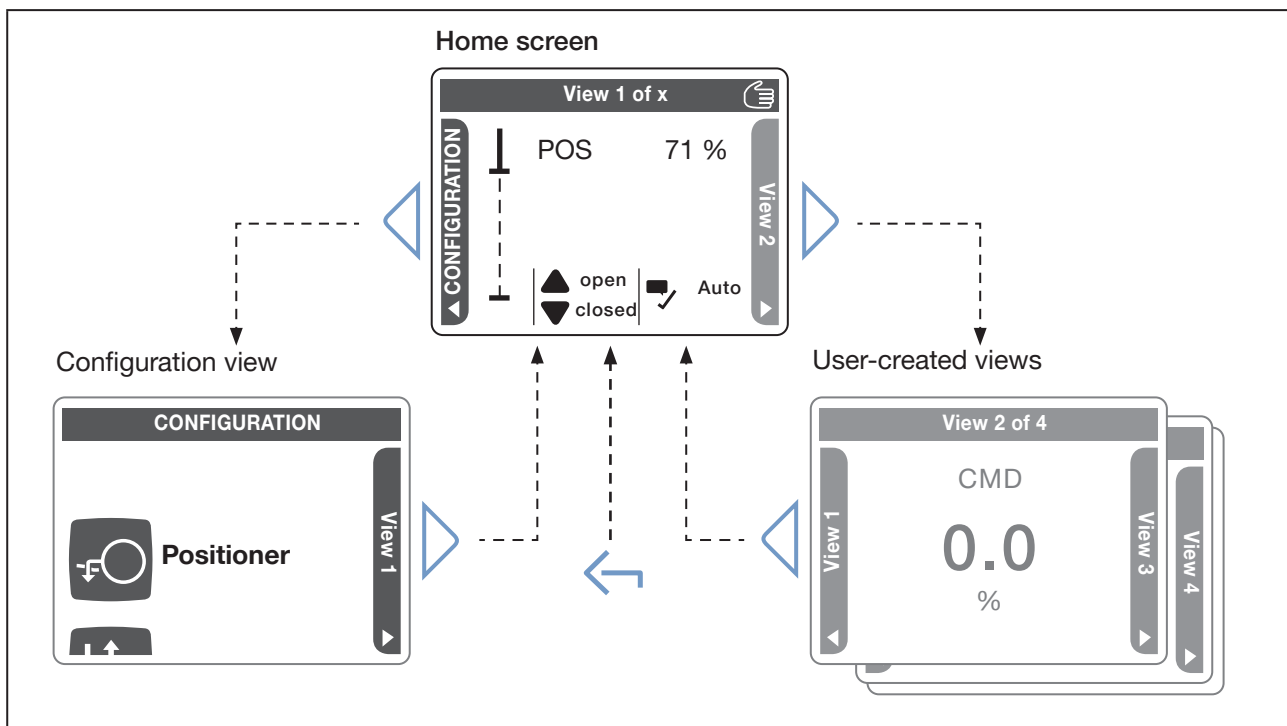 Home screen
View 1 of x
CONFIGURATION
POS 71 %
View 2
open
closed
Auto
Configuration view
CONFIGURATION
Positioner
View 1
User-created views
View 2 of 4
View 1
CMD
0.0
%
View 3
View 4